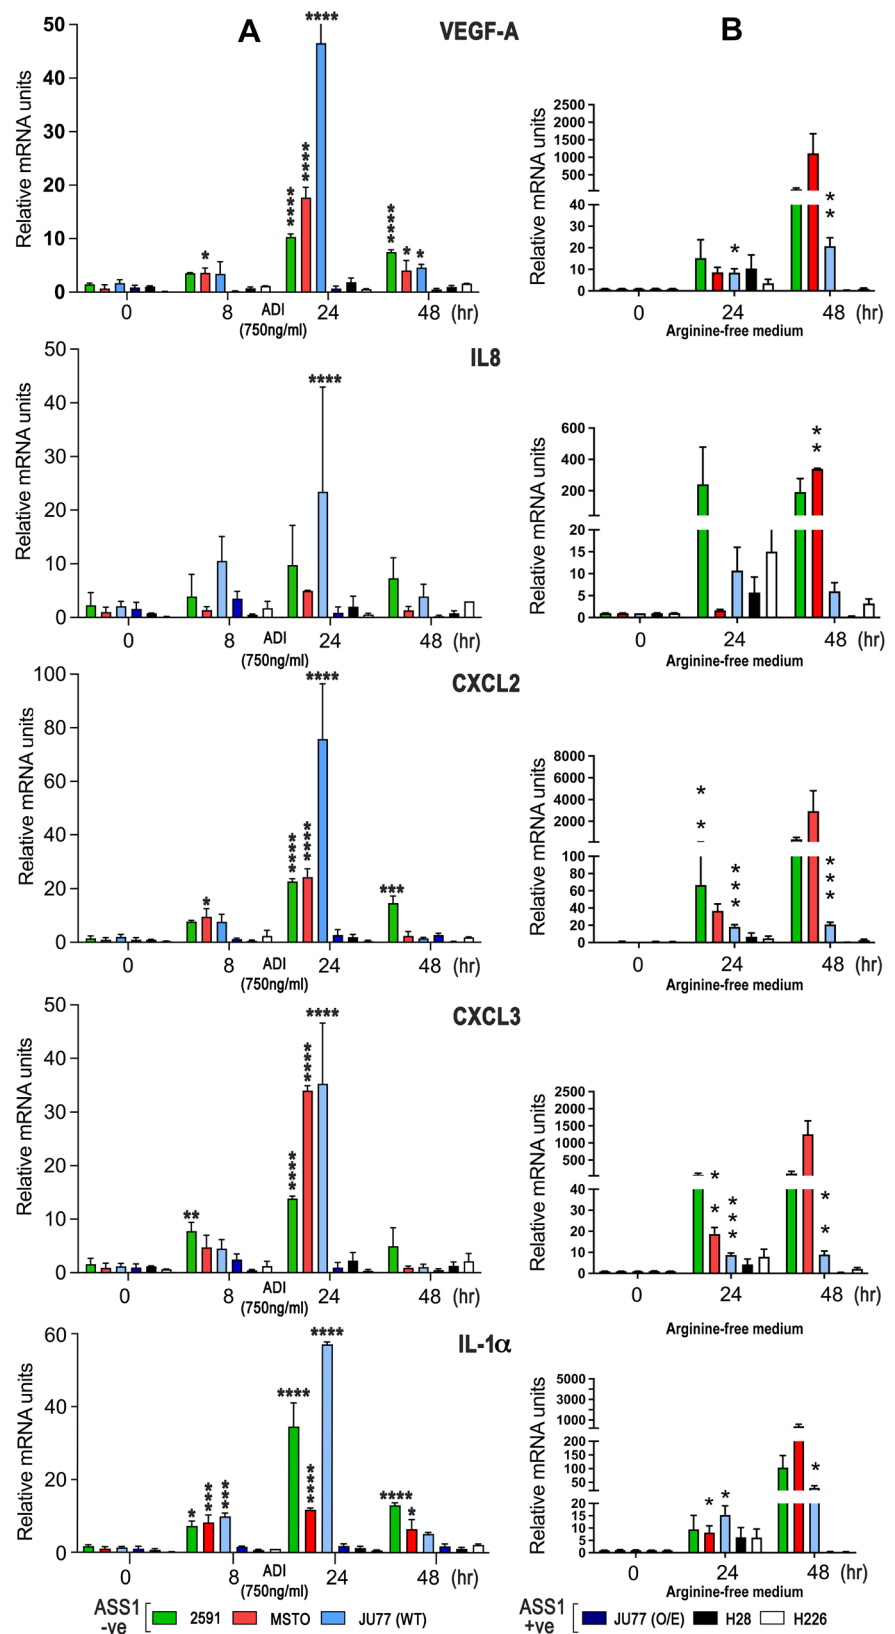 A
VEGF-A
B
Relative mRNA units
50
40
30
20
10
0
****
*
****
****
****
*
*
0
8
ADI
(750ng/ml)
24
48
(hr)
Relative mRNA units
2500
2000
1500
1000
500
40
30
20
10
0
*
**
0
24
48
(hr)
Arginine-free medium
IL8
Relative mRNA units
50
40
30
20
10
0
****
0
8
ADI
(750ng/ml)
24
48
(hr)
Relative mRNA units
600
400
200
20
15
10
5
0
**
0
24
48
(hr)
Arginine-free medium
CXCL2
Relative mRNA units
100
80
60
40
20
0
*
****
****
****
***
0
8
ADI
(750ng/ml)
24
48
(hr)
Relative mRNA units
8000
6000
4000
2000
100
80
60
40
20
0
**
***
***
0
24
48
(hr)
Arginine-free medium
CXCL3
Relative mRNA units
50
40
30
20
10
0
**
****
****
****
0
8
ADI
(750ng/ml)
24
48
(hr)
Relative mRNA units
2500
2000
1500
1000
500
40
30
20
10
0
**
***
**
0
24
48
(hr)
Arginine-free medium
IL-1α
Relative mRNA units
60
40
20
0
*
***
***
****
****
****
****
*
0
8
ADI
(750ng/ml)
24
48
(hr)
Relative mRNA units
5000
3000
1000
200
150
100
50
20
15
10
5
0
*
*
*
0
24
48
(hr)
Arginine-free medium
ASS1
-ve
2591
MSTO
JU77 (WT)
ASS1
+ve
JU77 (O/E)
H28
H226